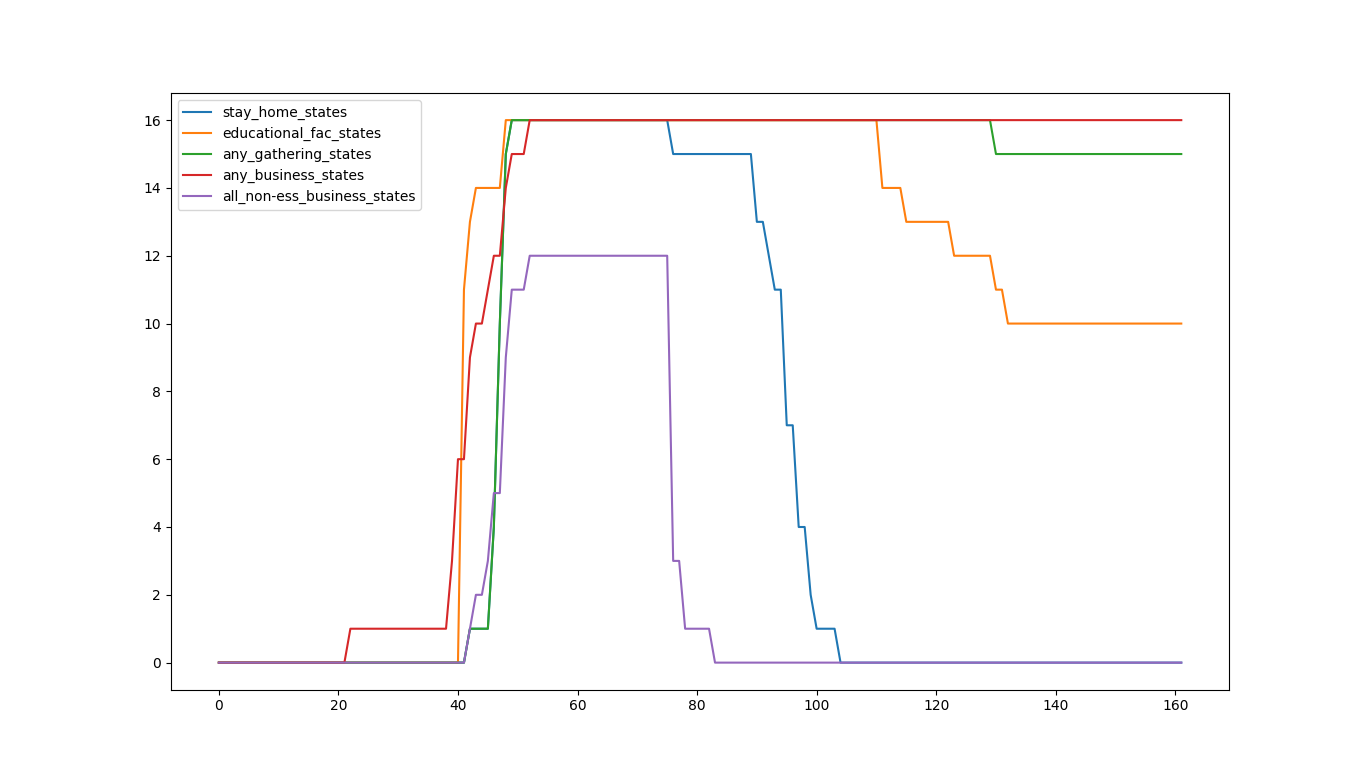 stay_home_states
educational_fac_states
any_gathering_states
any_business_states
all_non-ess_business_states
16
14
12
10
8
6
4
2
0
0 20 40 60 80 100 120 140 160